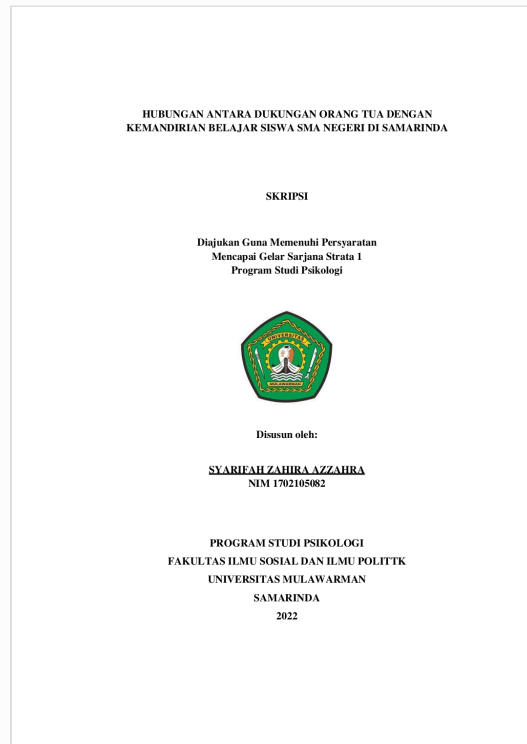 HUBUNGAN ANTARA DUKUNGAN ORANG TUA DENGAN
KEMANDIRIAN BELAJAR SISWA SMA NEGERI DI SAMARINDA
SKRIPSI
Diajukan Guna Memenuhi Persyaratan
Mencapai Gelar Sarjana Strata 1
Program Studi Psikologi
UNIVERSITAS
MULAWARMAN
Disusun oleh:
SYARIFAH ZAHIRA AZZAHRA
NIM 1702105082
PROGRAM STUDI PSIKOLOGI
FAKULTAS ILMU SOSIAL DAN ILMU POLITTK
UNIVERSITAS MULAWARMAN
SAMARINDA
2022